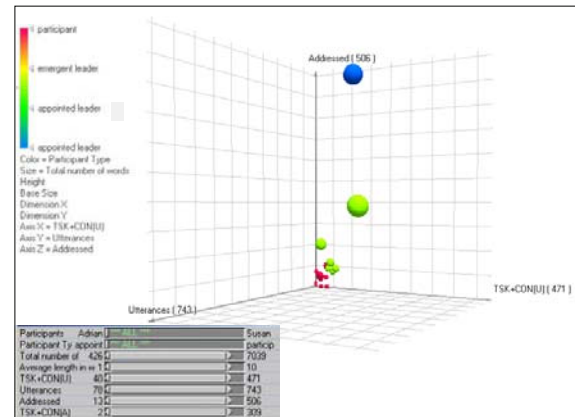 participant
emergent leader
appointed leader
appointed leader
Color = Participant Type
Size = Total number of words
Height
Base Size
Dimension X
Dimension Y
Axis X = TSK+CON(U)
Axis Y = Utterances
Axis Z = Addressed
Addressed ( 506 )
TSK+CON(U) ( 471 )
Utterances ( 743 )
Participants Adrian *** ALL *** Susan
Participant Ty appoint *** ALL *** particip
Total number of 426 7039
Average length in w 1 10
TSK+CON(U) 40 471
Utterances 78 743
Addressed 13 506
TSK+CON(A) 2 309